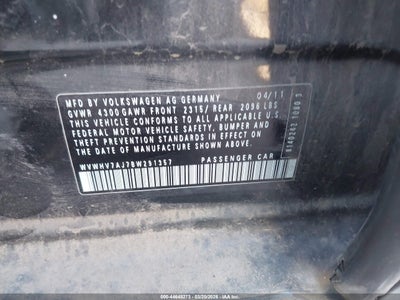 MFD BY VOLKSWAGEN AG GERMANY 04/11
GVWR 4300 GAWR FRONT 2315/ REAR 2096 LBS
THIS VEHICLE CONFORMS TO ALL APPLICABLE U.S.
FEDERAL MOTOR VEHICLE SAFETY, BUMPER AND
THEFT PREVENTION STANDARDS IN EFFECT ON THE
DATE OF MANUFACTURE SHOWN ABOVE.
WVWHV7AJ7BW291357 PASSENGER CAR